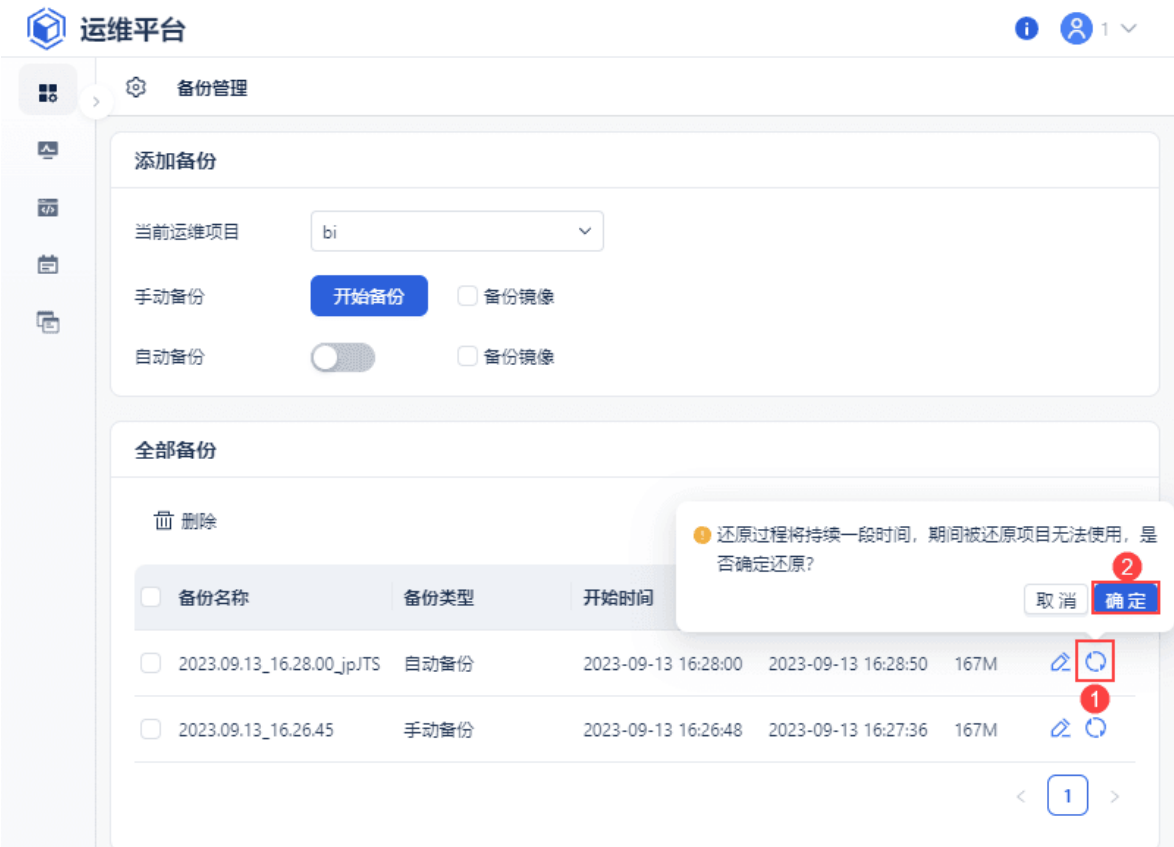 运维平台
1
备份管理
添加备份
当前运维项目 bi
手动备份 开始备份 备份镜像
自动备份 备份镜像
全部备份
删除
还原过程将持续一段时间，期间被还原项目无法使用，是
否确定还原？
2
取消 确定
备份名称 备份类型 开始时间
2023.09.13_16.28.00_jpJTS 自动备份 2023-09-13 16:28:00 2023-09-13 16:28:50 167M
1
2023.09.13_16.26.45 手动备份 2023-09-13 16:26:48 2023-09-13 16:27:36 167M
1